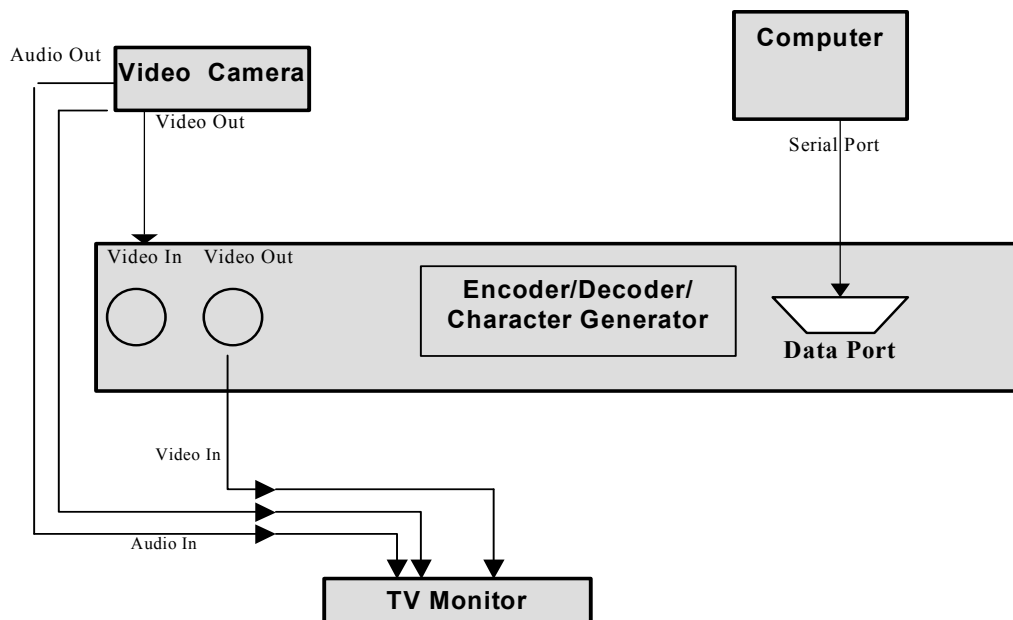 Computer
Audio Out
Video Camera
Video Out
Serial Port
Video In
Video Out
Encoder/Decoder/
Character Generator
Data Port
Video In
Audio In
TV Monitor